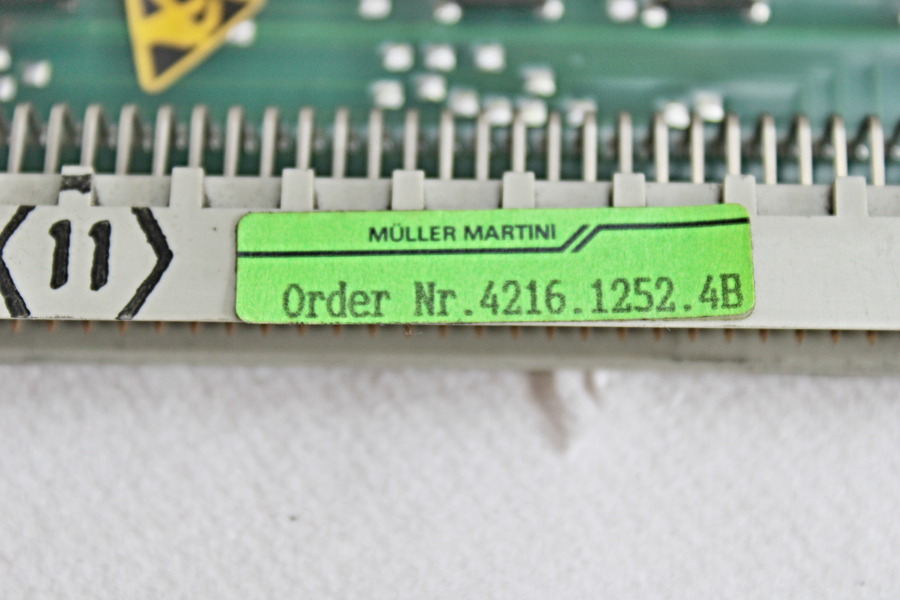 MÜLLER MARTINI
11
Order Nr.4216.1252.4B